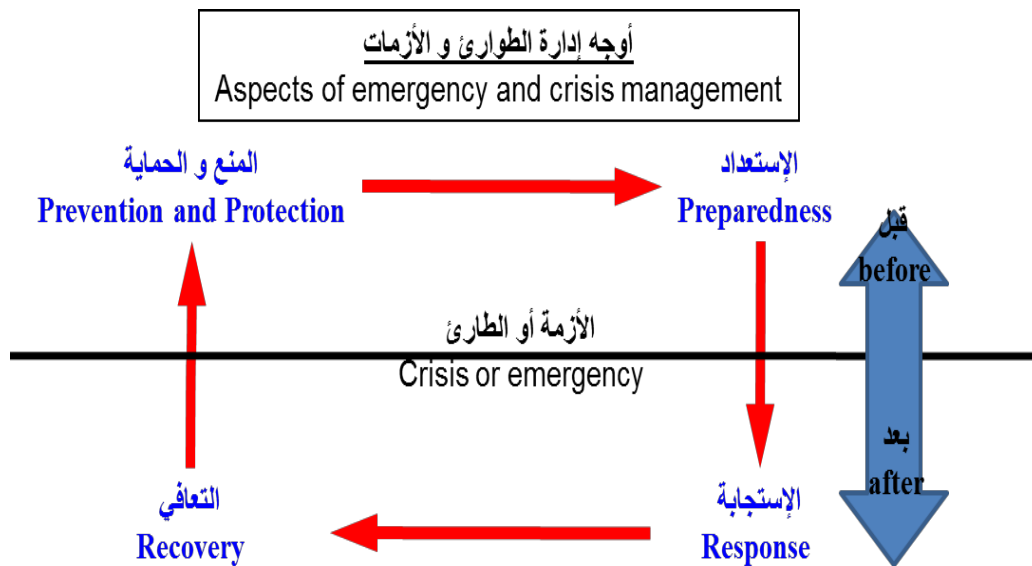 أوجه إدارة الطوارئ و الأزمات
Aspects of emergency and crisis management
المنع و الحماية
Prevention and Protection
الإستعداد
Preparedness
قبل
before
الأزمة أو الطارئ
Crisis or emergency
بعد
after
التعافي
Recovery
الإستجابة
Response